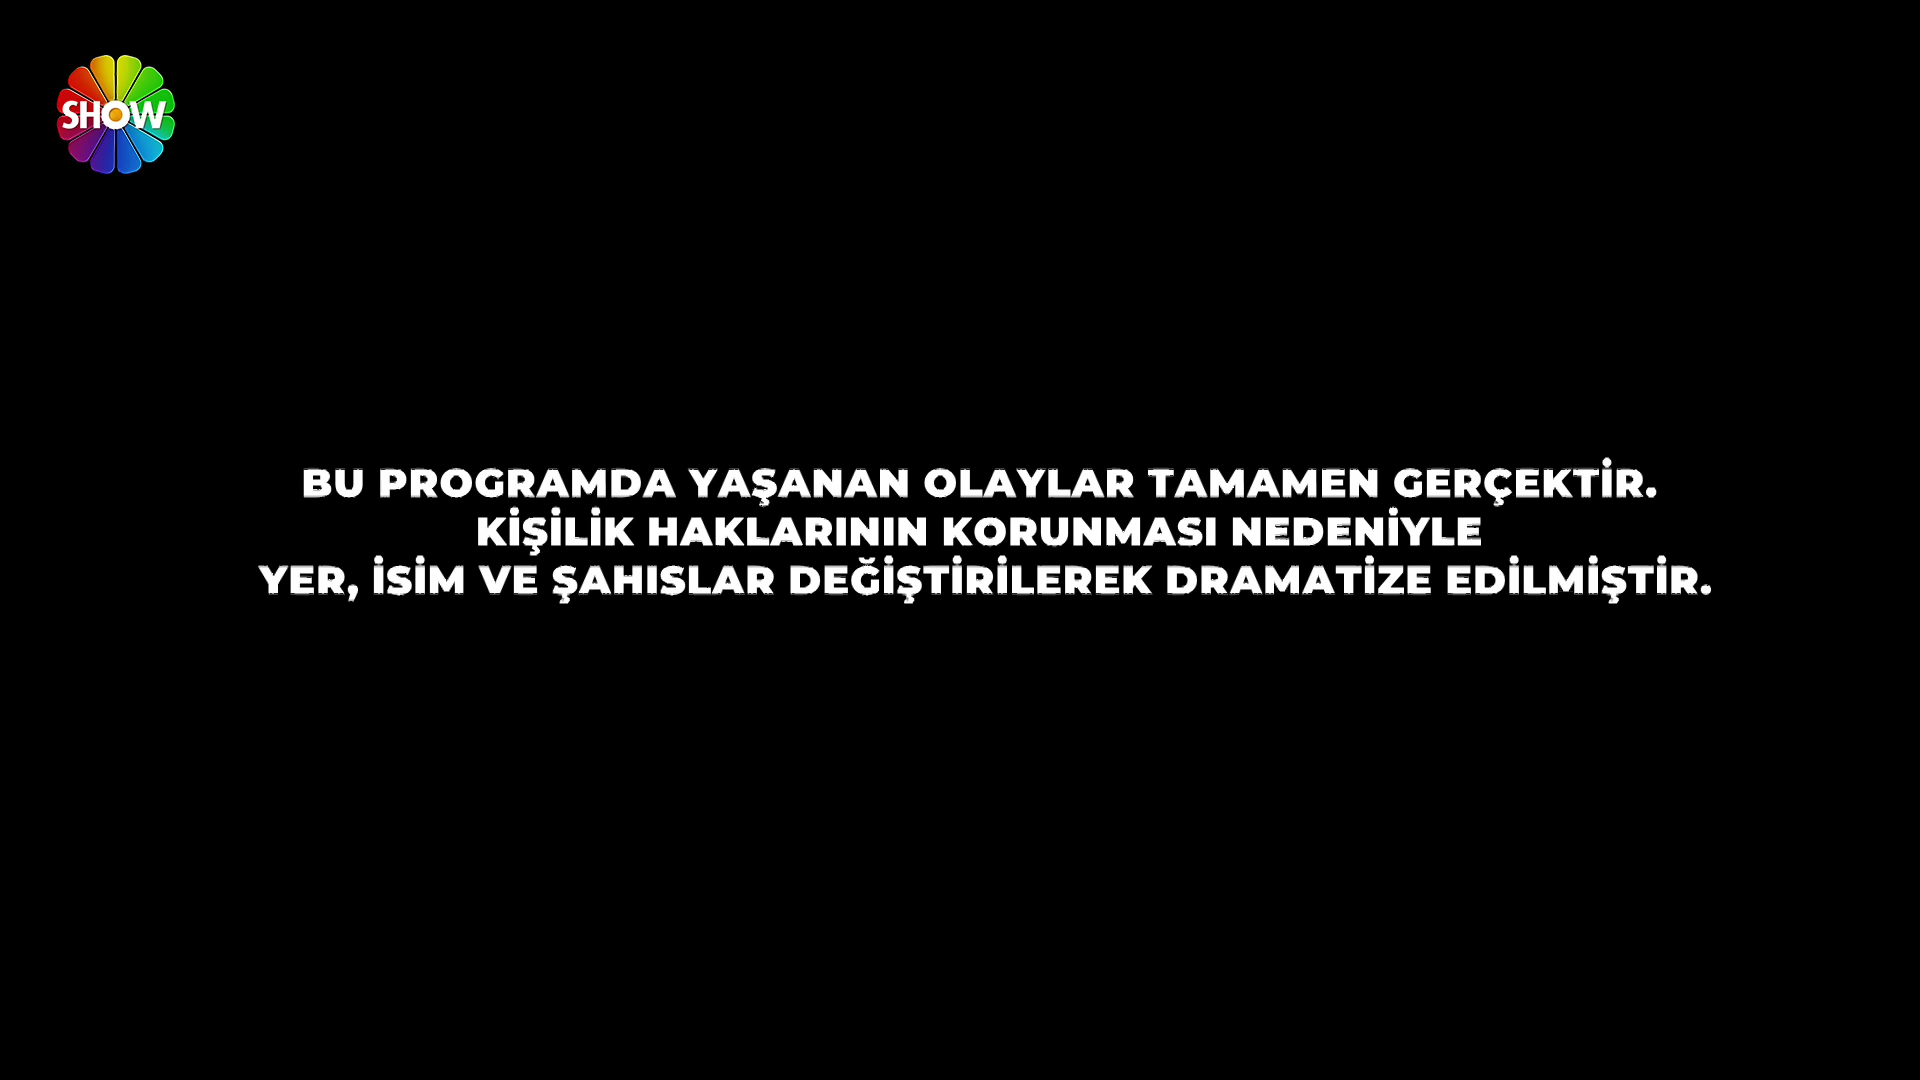 SHOW
BU PROGRAMDA YAŞANAN OLAYLAR TAMAMEN GERÇEKTİR.
KİŞİLİK HAKLARININ KORUNMASI NEDENİYLE
YER, İSİM VE ŞAHISLAR DEĞİŞTİRİLEREK DRAMATİZE EDİLMİŞTİR.